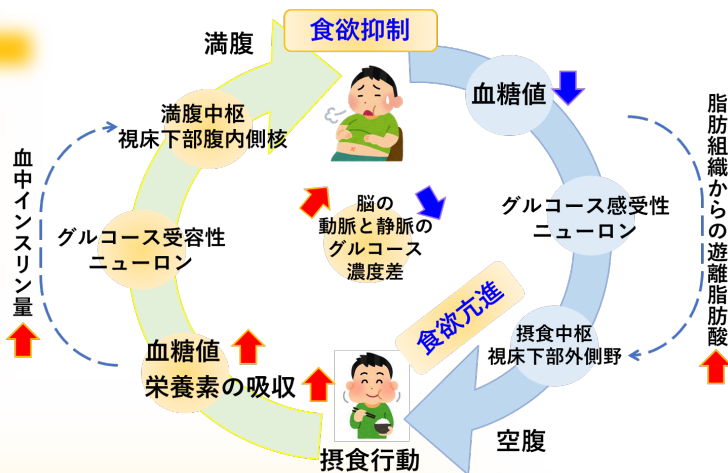 食欲抑制
満腹
血糖値
満腹中枢
視床下部腹内側核
脂肪組織からの遊離脂肪酸
血中インスリン量
脳の
動脈と静脈の
グルコース
濃度差
グルコース感受性
ニューロン
グルコース受容性
ニューロン
食欲亢進
摂食中枢
視床下部外側野
血糖値
栄養素の吸収
空腹
摂食行動